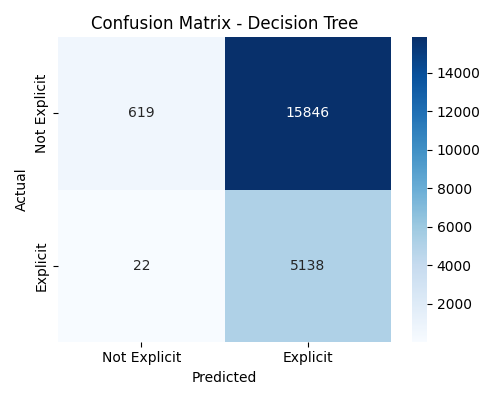 Confusion Matrix - Decision Tree
Actual
Not Explicit
Explicit
619
15846
22
5138
Not Explicit
Explicit
Predicted
14000
12000
10000
8000
6000
4000
2000